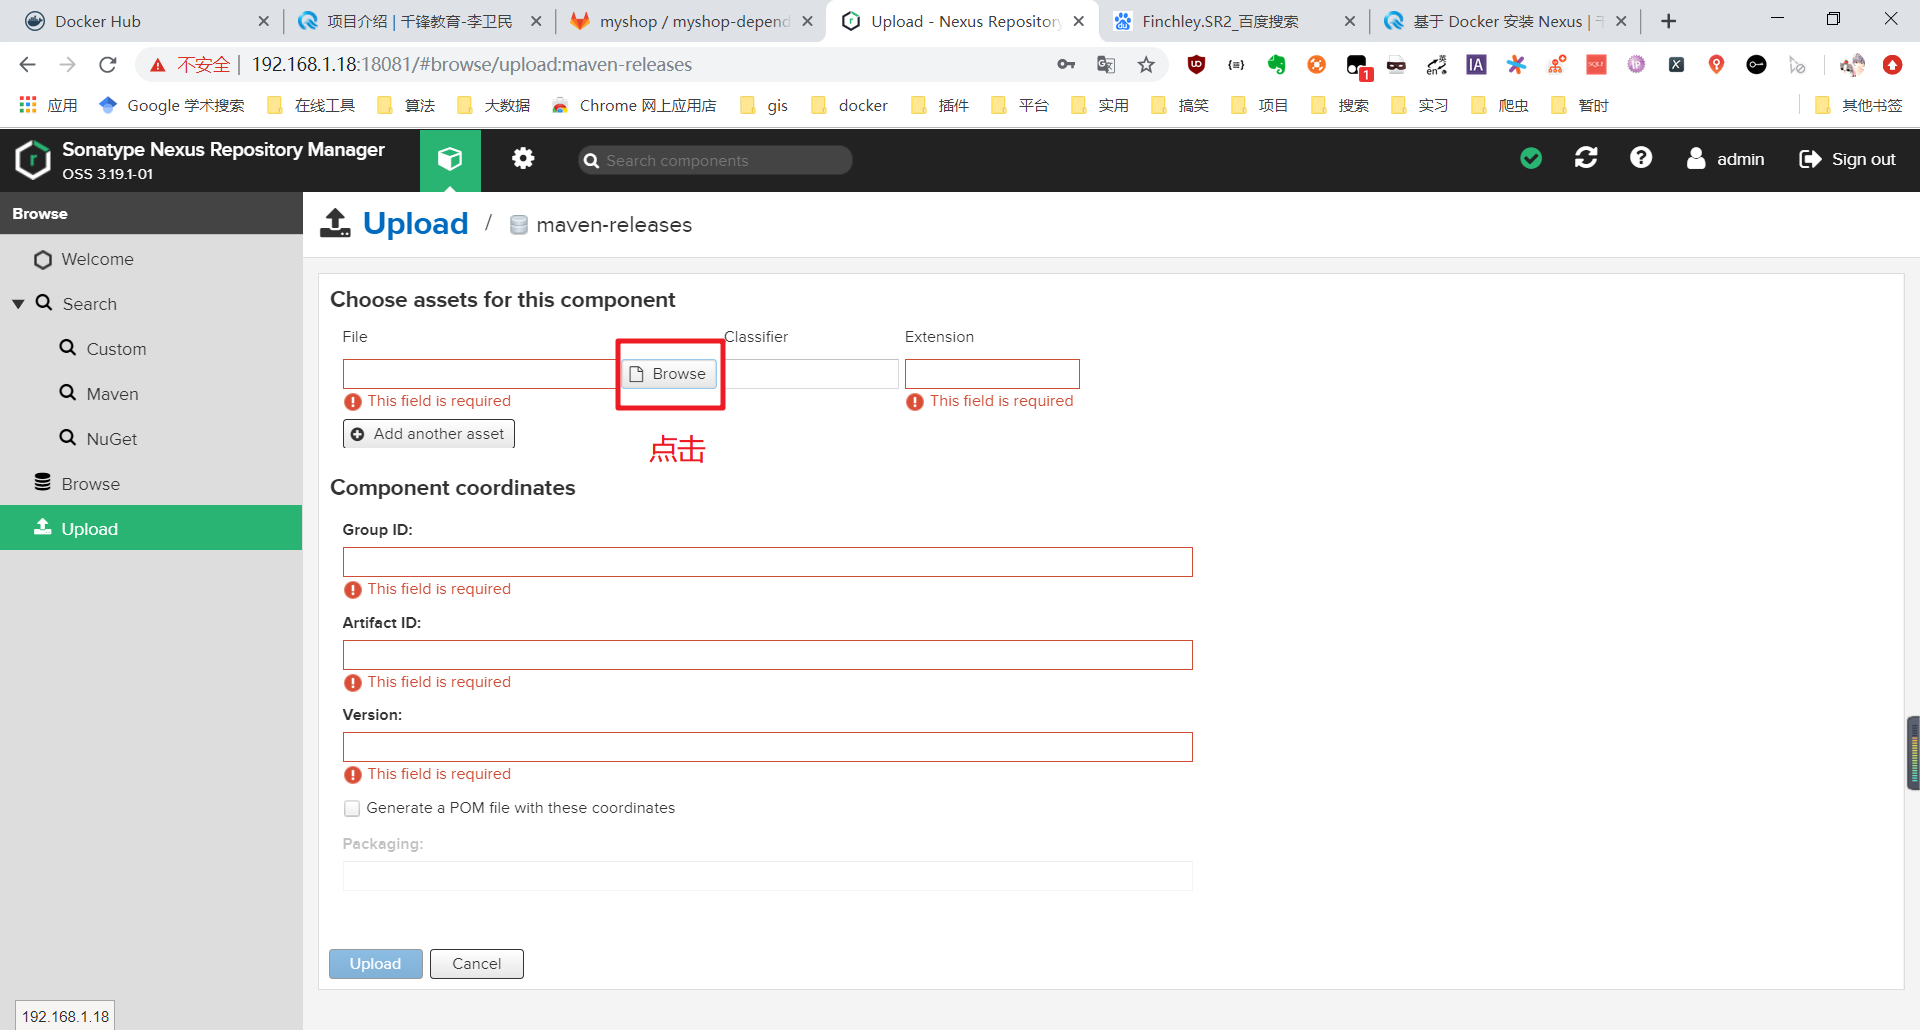 Docker Hub
项目介绍 | 千锋教育-李卫民
myshop / myshop-depend
Upload - Nexus Repository
Finchley.SR2_百度搜索
基于 Docker 安装 Nexus | 千
不安全 | 192.168.1.18:18081/#browse/upload:maven-releases
应用
Google 学术搜索
在线工具
算法
大数据
Chrome 网上应用店
gis
docker
插件
平台
实用
搞笑
项目
搜索
实习
爬虫
暂时
其他书签
Sonatype Nexus Repository Manager
OSS 3.19.1-01
Search components
admin
Sign out
Browse
Welcome
Search
Custom
Maven
NuGet
Browse
Upload
Upload / maven-releases
Choose assets for this component
File
Classifier
Extension
Browse
This field is required
This field is required
Add another asset
点击
Component coordinates
Group ID:
This field is required
Artifact ID:
This field is required
Version:
This field is required
Generate a POM file with these coordinates
Packaging:
Upload
Cancel
192.168.1.18